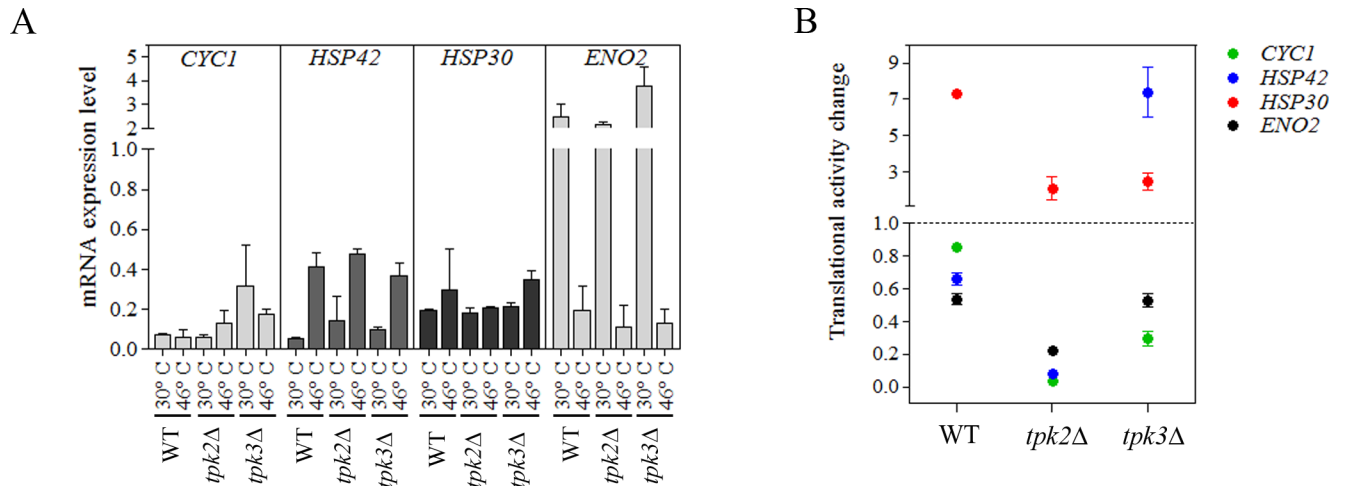 A
B
CYC1 HSP42 HSP30 ENO2
mRNA expression level
5
4
3
2
1.0
0.8
0.6
0.4
0.2
0.0
30° C 46° C 30° C 46° C 30° C 46° C 30° C 46° C 30° C 46° C 30° C 46° C 30° C 46° C 30° C 46° C 30° C 46° C 30° C 46° C 30° C 46° C 30° C 46° C
WT tpk2Δ tpk3Δ WT tpk2Δ tpk3Δ WT tpk2Δ tpk3Δ WT tpk2Δ tpk3Δ
Translational activity change
9
7
5
3
1.0
0.8
0.6
0.4
0.2
0.0
WT tpk2Δ tpk3Δ
CYC1
HSP42
HSP30
ENO2